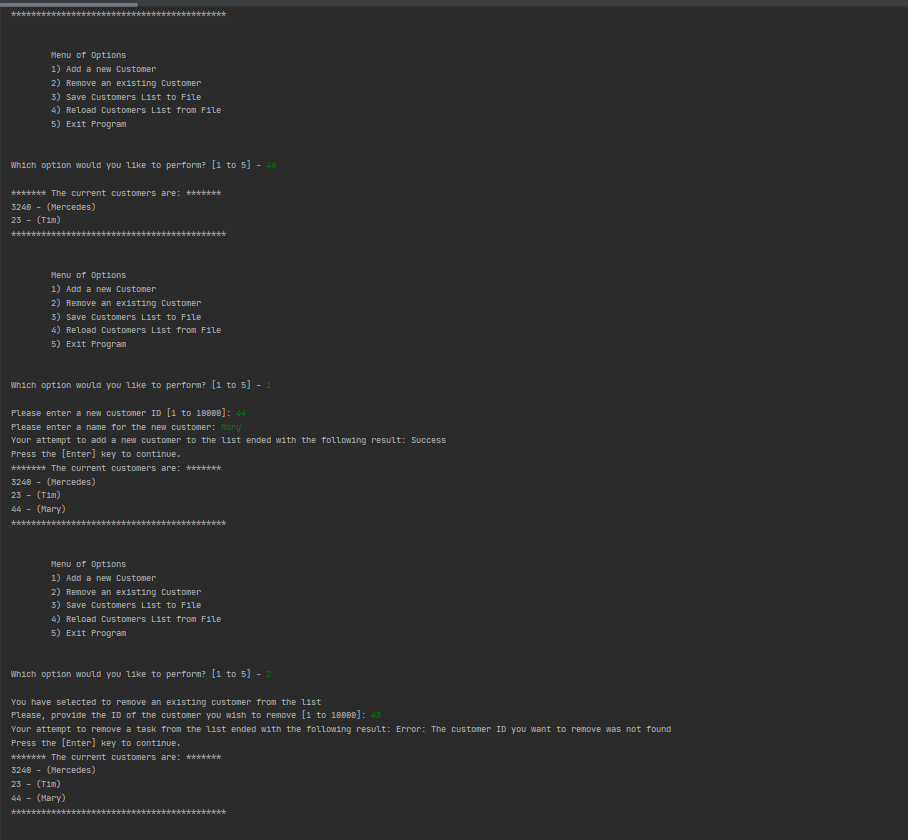 *******************************************
Menu of Options
1) Add a new Customer
2) Remove an existing Customer
3) Save Customers List to File
4) Reload Customers List from File
5) Exit Program
Which option would you like to perform? [1 to 5] - 44
******* The current customers are: *******
3240 - (Mercedes)
23 - (Tim)
*******************************************
Menu of Options
1) Add a new Customer
2) Remove an existing Customer
3) Save Customers List to File
4) Reload Customers List from File
5) Exit Program
Which option would you like to perform? [1 to 5] - 1
Please enter a new customer ID [1 to 10000]: 44
Please enter a name for the new customer: Mary
Your attempt to add a new customer to the list ended with the following result: Success
Press the [Enter] key to continue.
******* The current customers are: *******
3240 - (Mercedes)
23 - (Tim)
44 - (Mary)
*******************************************
Menu of Options
1) Add a new Customer
2) Remove an existing Customer
3) Save Customers List to File
4) Reload Customers List from File
5) Exit Program
Which option would you like to perform? [1 to 5] - 2
You have selected to remove an existing customer from the list
Please, provide the ID of the customer you wish to remove [1 to 10000]: 45
Your attempt to remove a task from the list ended with the following result: Error: The customer ID you want to remove was not found
Press the [Enter] key to continue.
******* The current customers are: *******
3240 - (Mercedes)
23 - (Tim)
44 - (Mary)
*******************************************